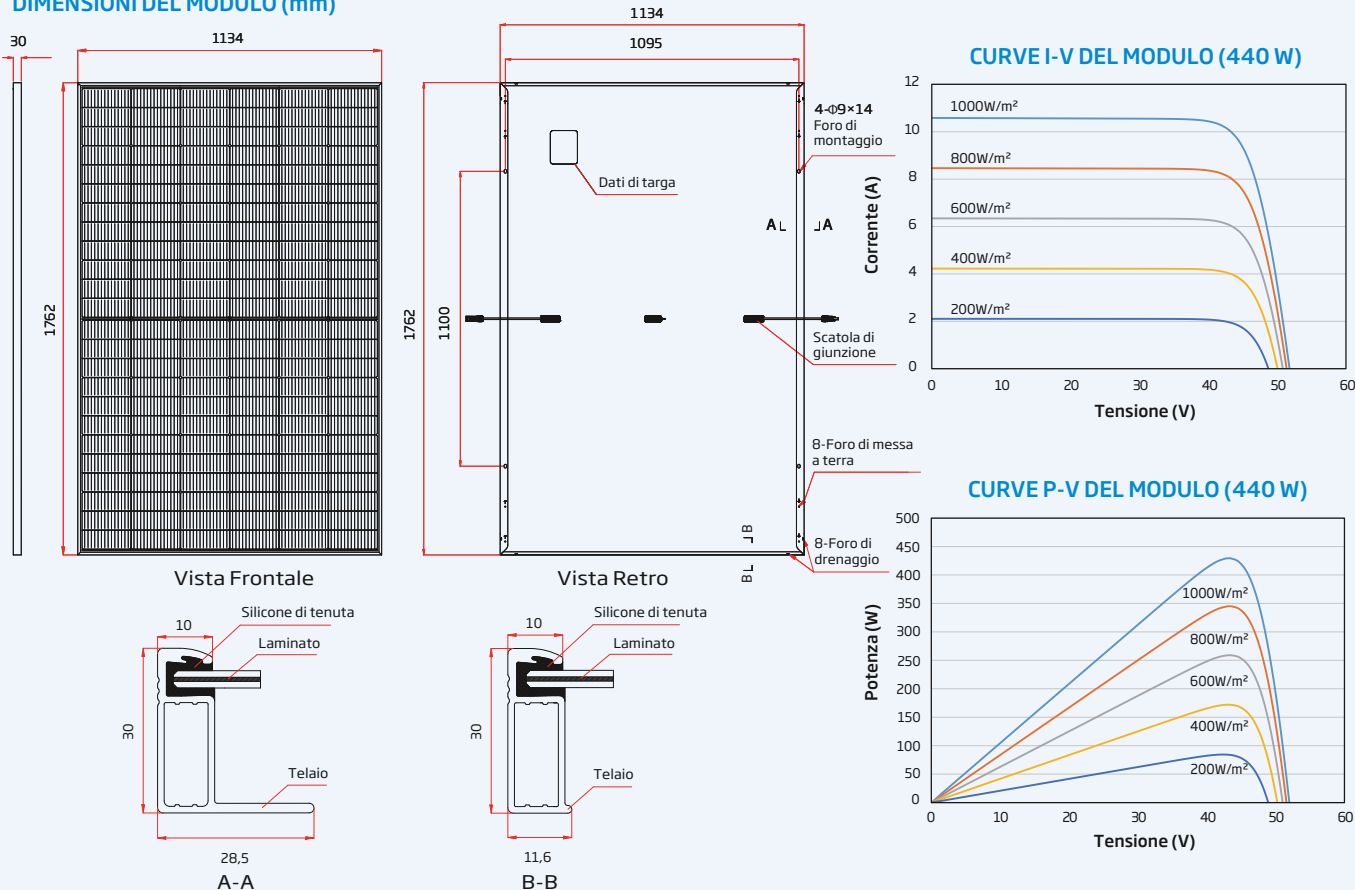 DIMENSIONI DEL MODULO (mm)
30
1134
1762
Vista Frontale
1134
1095
1762
1100
4-Φ9×14
Foro di
montaggio
Dati di targa
A
A
Scatola di
giunzione
8-Foro di messa
a terra
B
8-Foro di
drenaggio
B
Vista Retro
10
Silicone di tenuta
Laminato
30
Telaio
28,5
A-A
10
Silicone di tenuta
Laminato
30
Telaio
11,6
B-B
CURVE I-V DEL MODULO (440 W)
Corrente (A)
12
10
8
6
4
2
0
1000W/m²
800W/m²
600W/m²
400W/m²
200W/m²
0 10 20 30 40 50 60
Tensione (V)
CURVE P-V DEL MODULO (440 W)
Potenza (W)
500
450
400
350
300
250
200
150
100
50
0
1000W/m²
800W/m²
600W/m²
400W/m²
200W/m²
0 10 20 30 40 50 60
Tensione (V)